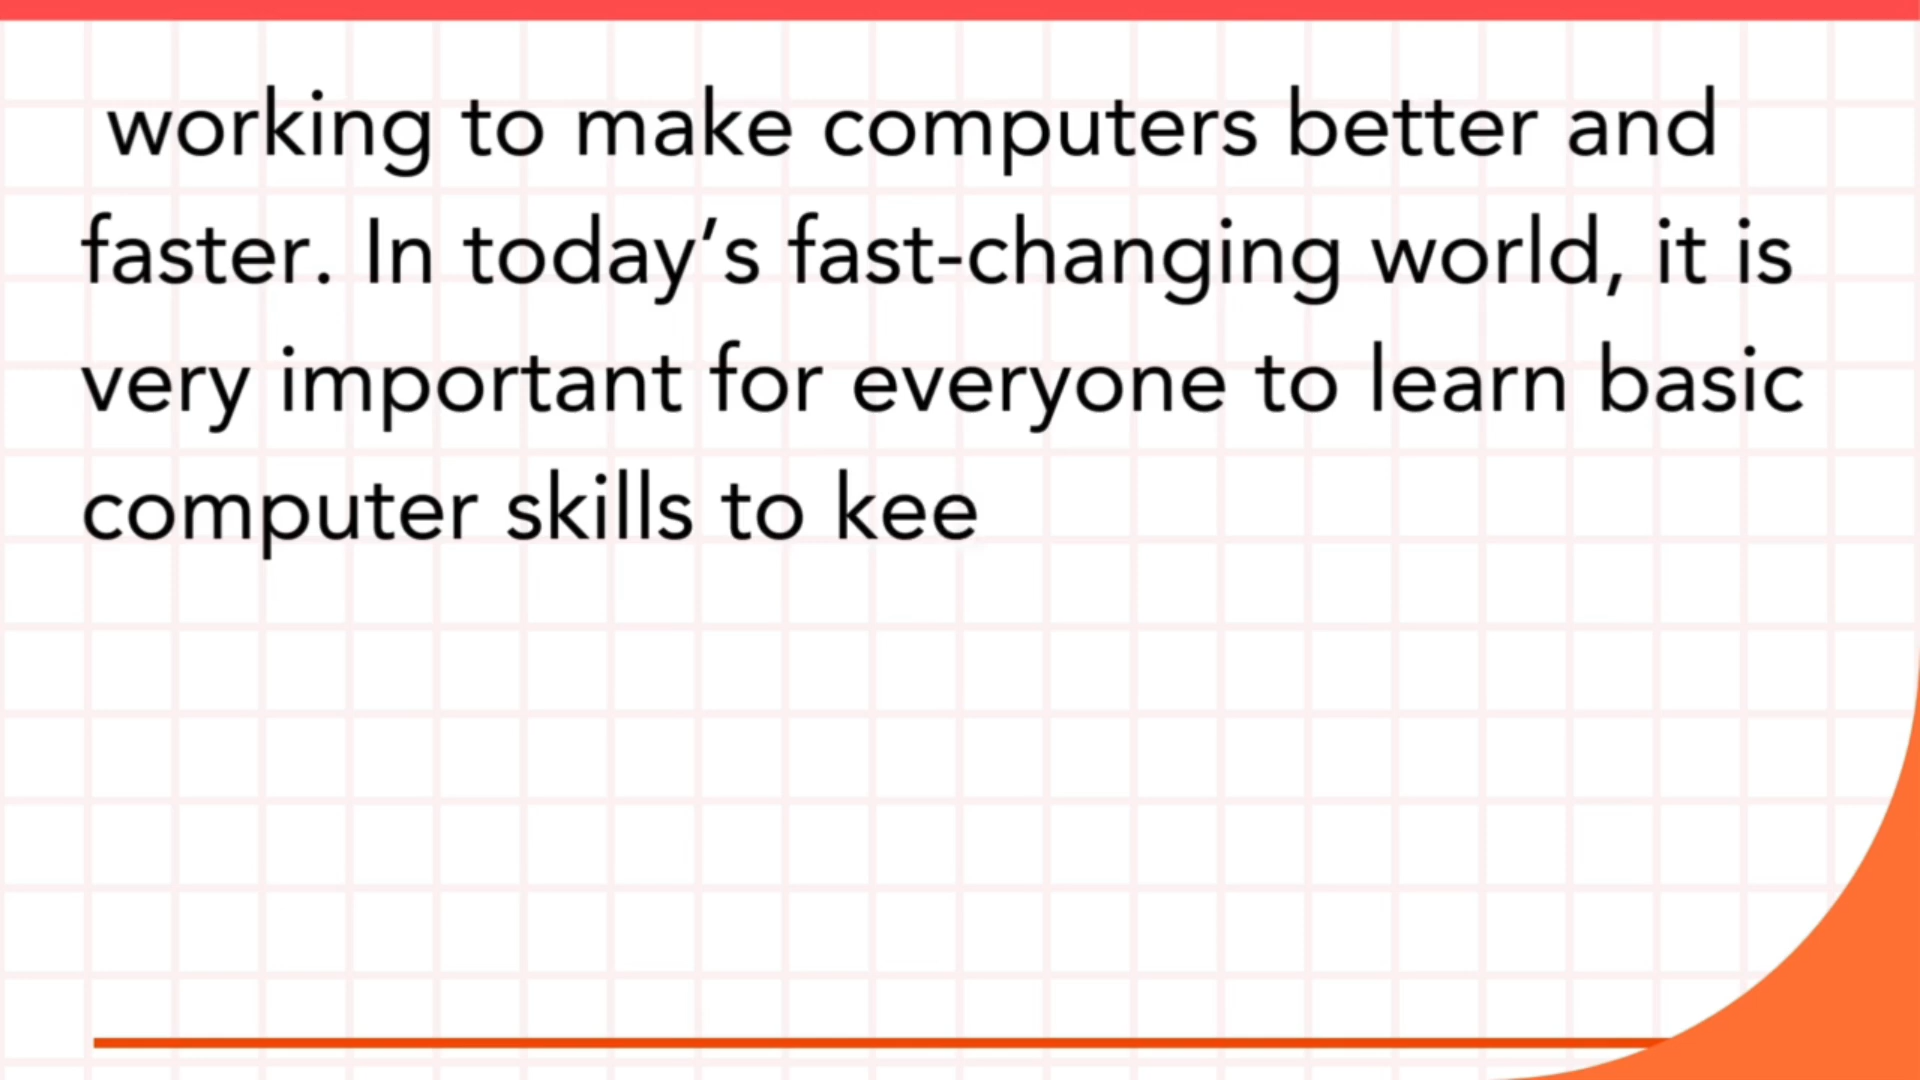 working to make computers better and
faster. In today’s fast-changing world, it is
very important for everyone to learn basic
computer skills to kee